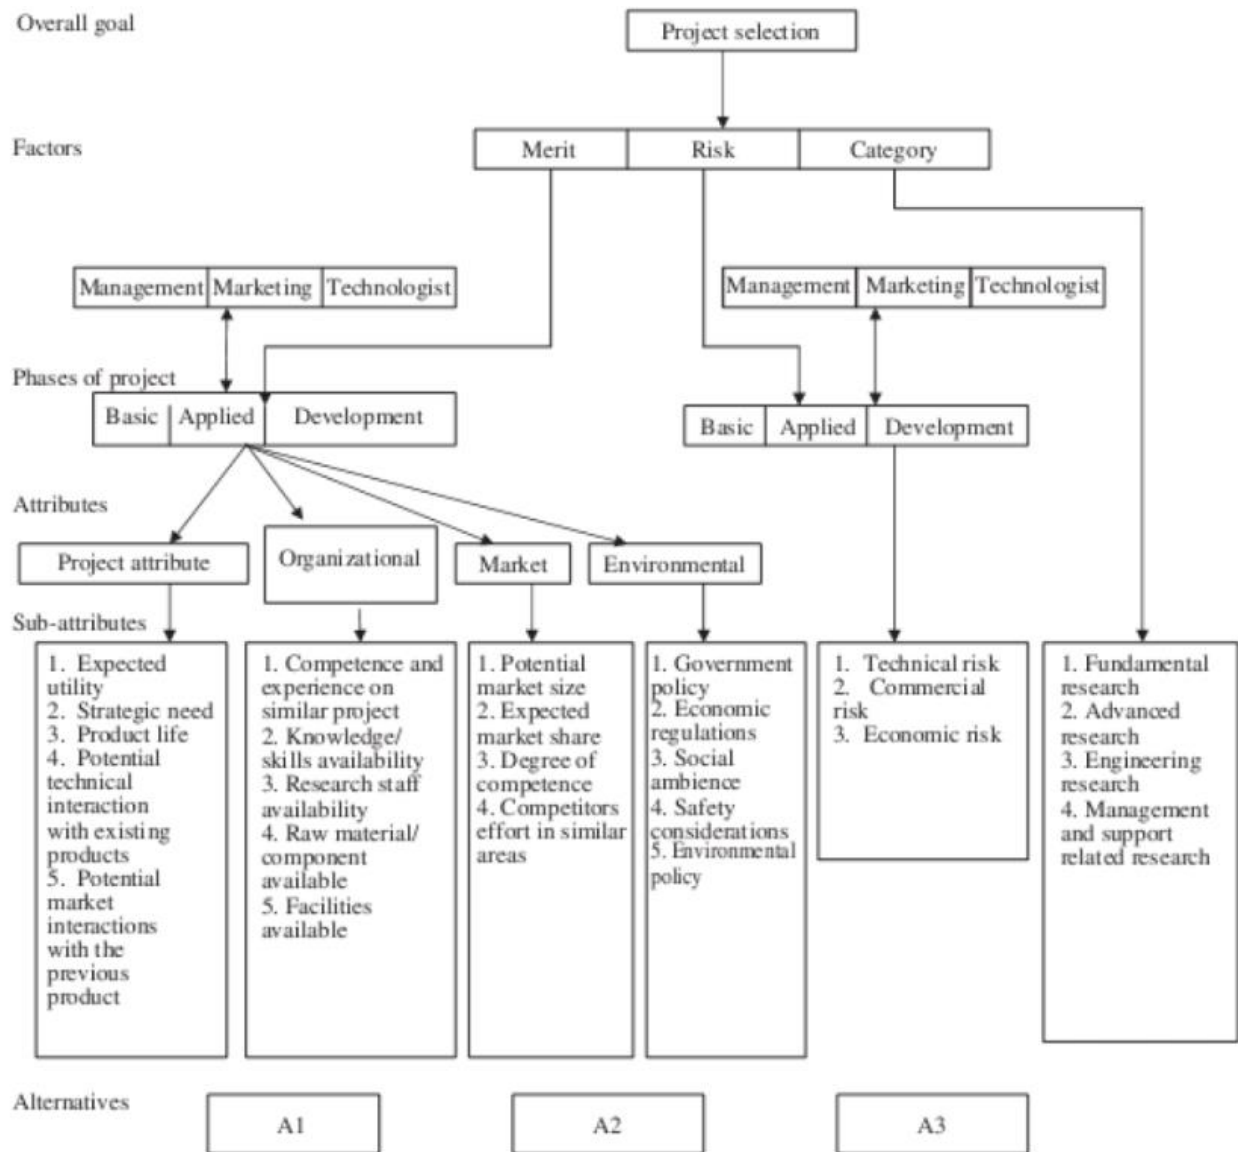 Overall goal
Project selection
Factors
Merit Risk Category
Management Marketing Technologist
Management Marketing Technologist
Phases of project
Basic Applied Development
Basic Applied Development
Attributes
Project attribute
Organizational
Market
Environmental
Sub-attributes
1. Expected
utility
2. Strategic need
3. Product life
4. Potential
technical
interaction
with existing
products
5. Potential
market
interactions
with the
previous
product
1. Competence and
experience on
similar project
2. Knowledge/
skills availability
3. Research staff
availability
4. Raw material/
component
available
5. Facilities
available
1. Potential
market size
2. Expected
market share
3. Degree of
competence
4. Competitors
effort in similar
areas
1. Government
policy
2. Economic
regulations
3. Social
ambience
4. Safety
considerations
5. Environmental
policy
1. Technical risk
2. Commercial
risk
3. Economic risk
1. Fundamental
research
2. Advanced
research
3. Engineering
research
4. Management
and support
related research
Alternatives
A1
A2
A3